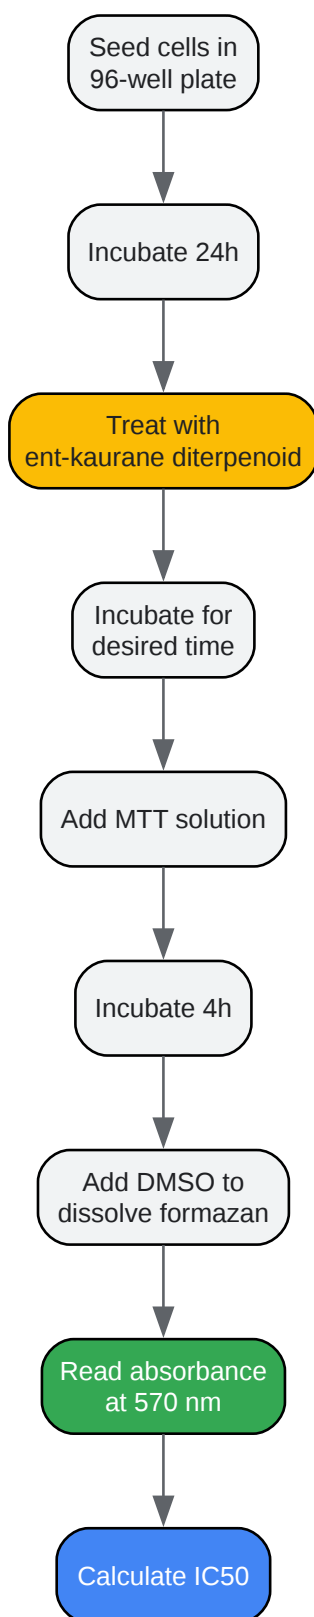 Seed cells in
96-well plate
Incubate 24h
Treat with
ent-kaurane diterpenoid
Incubate for
desired time
Add MTT solution
Incubate 4h
Add DMSO to
dissolve formazan
Read absorbance
at 570 nm
Calculate IC50